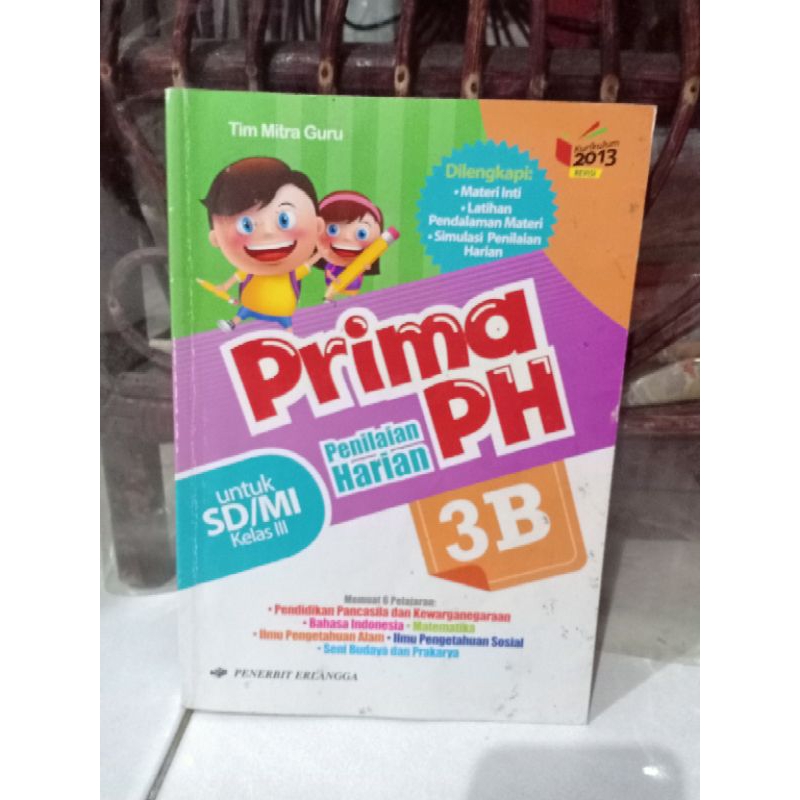 Tim Mitra Guru
Kurikulum
2013
REVISI
Dilengkapi:
• Materi Inti
• Latihan
Pendalaman Materi
• Simulasi Penilaian
Harian
Prima
PH
Penilaian
Harian
untuk
SD/MI
Kelas III
3B
Memuat 6 Pelajaran:
• Pendidikan Pancasila dan Kewarganegaraan
• Bahasa Indonesia • Matematika
• Ilmu Pengetahuan Alam • Ilmu Pengetahuan Sosial
• Seni Budaya dan Prakarya
PENERBIT ERLANGGA